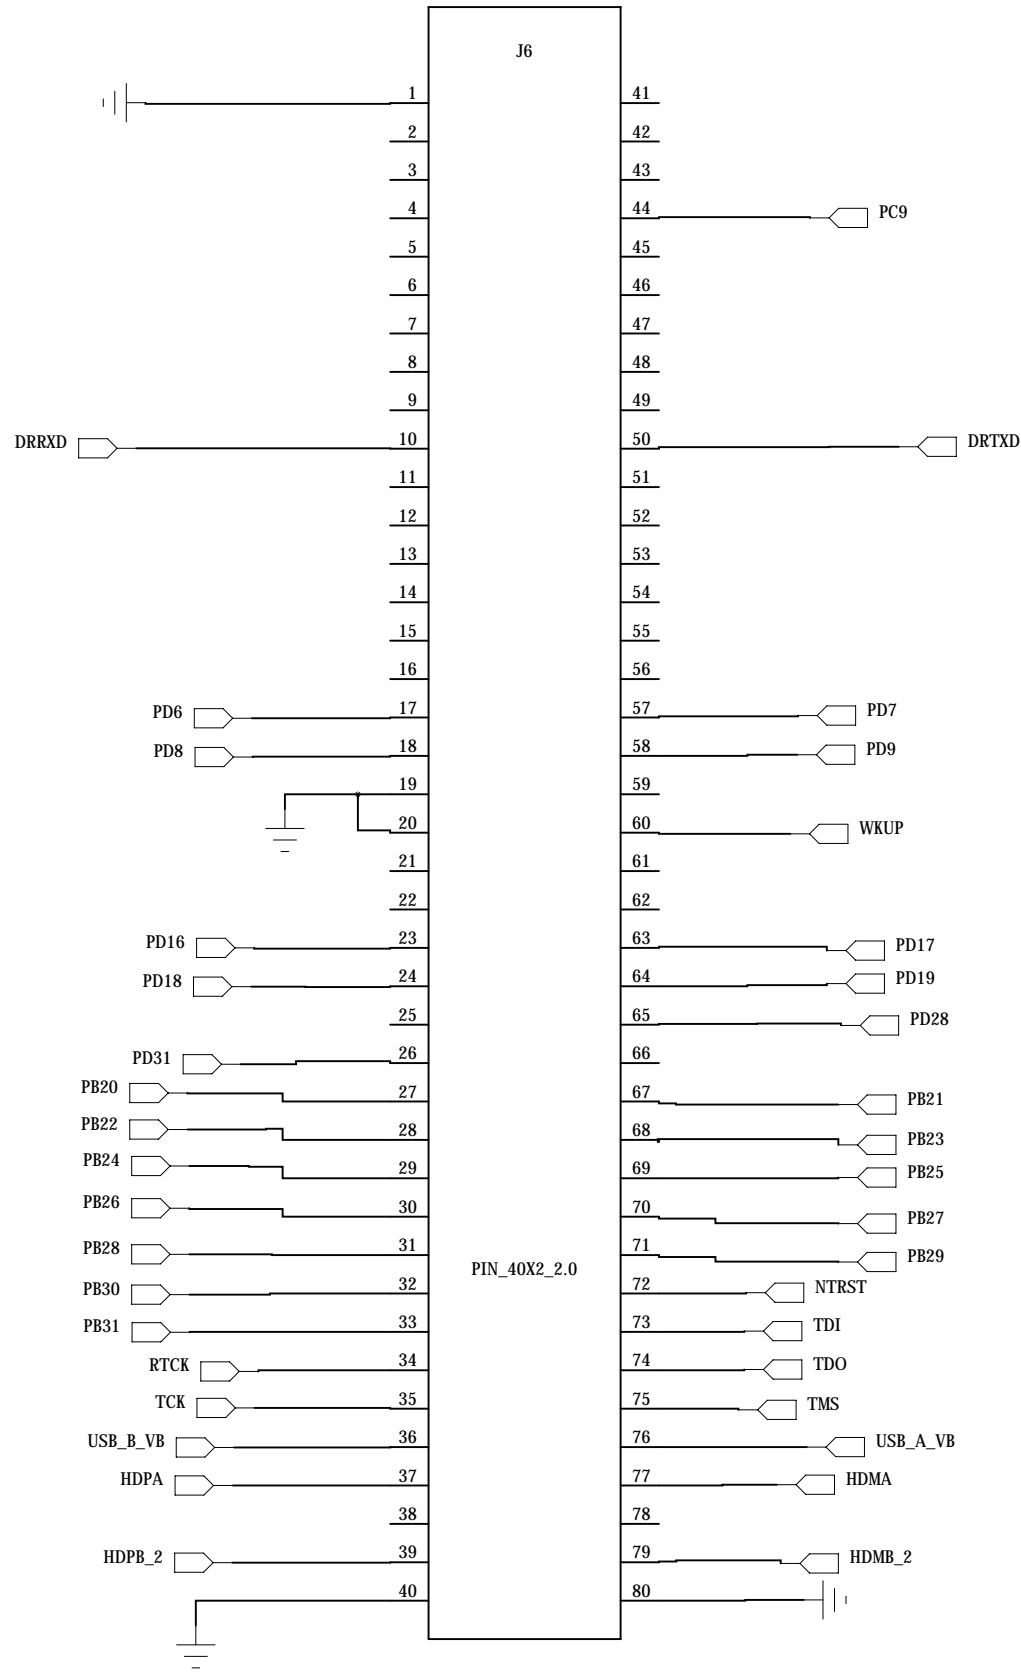 J6
1 41
2 42
3 43
4 44 PC9
5 45
6 46
7 47
8 48
9 49
DRRXD 10 50 DRTXD
11 51
12 52
13 53
14 54
15 55
16 56
PD6 17 57 PD7
PD8 18 58 PD9
19 59
20 60 WKUP
21 61
22 62
PD16 23 63 PD17
PD18 24 64 PD19
25 65 PD28
PD31 26 66
PB20 27 67 PB21
PB22 28 68 PB23
PB24 29 69 PB25
PB26 30 70 PB27
PB28 31 71 PB29
PIN_40X2_2.0
PB30 32 72 NTRST
PB31 33 73 TDI
RTCK 34 74 TDO
TCK 35 75 TMS
USB_B_VB 36 76 USB_A_VB
HDPA 37 77 HDMA
38 78
HDPB_2 39 79 HDMB_2
40 80